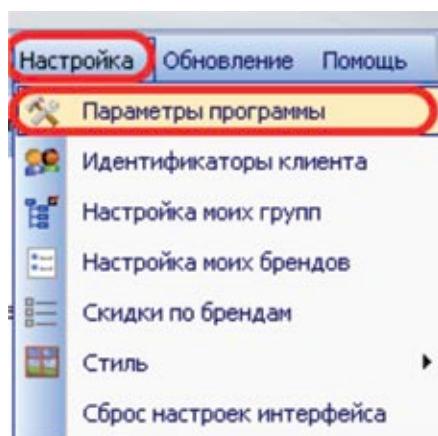 Настройка Обновление Помощь
Параметры программы
Идентификаторы клиента
Настройка моих групп
Настройка моих брендов
Скидки по брендам
Стиль
Сброс настроек интерфейса